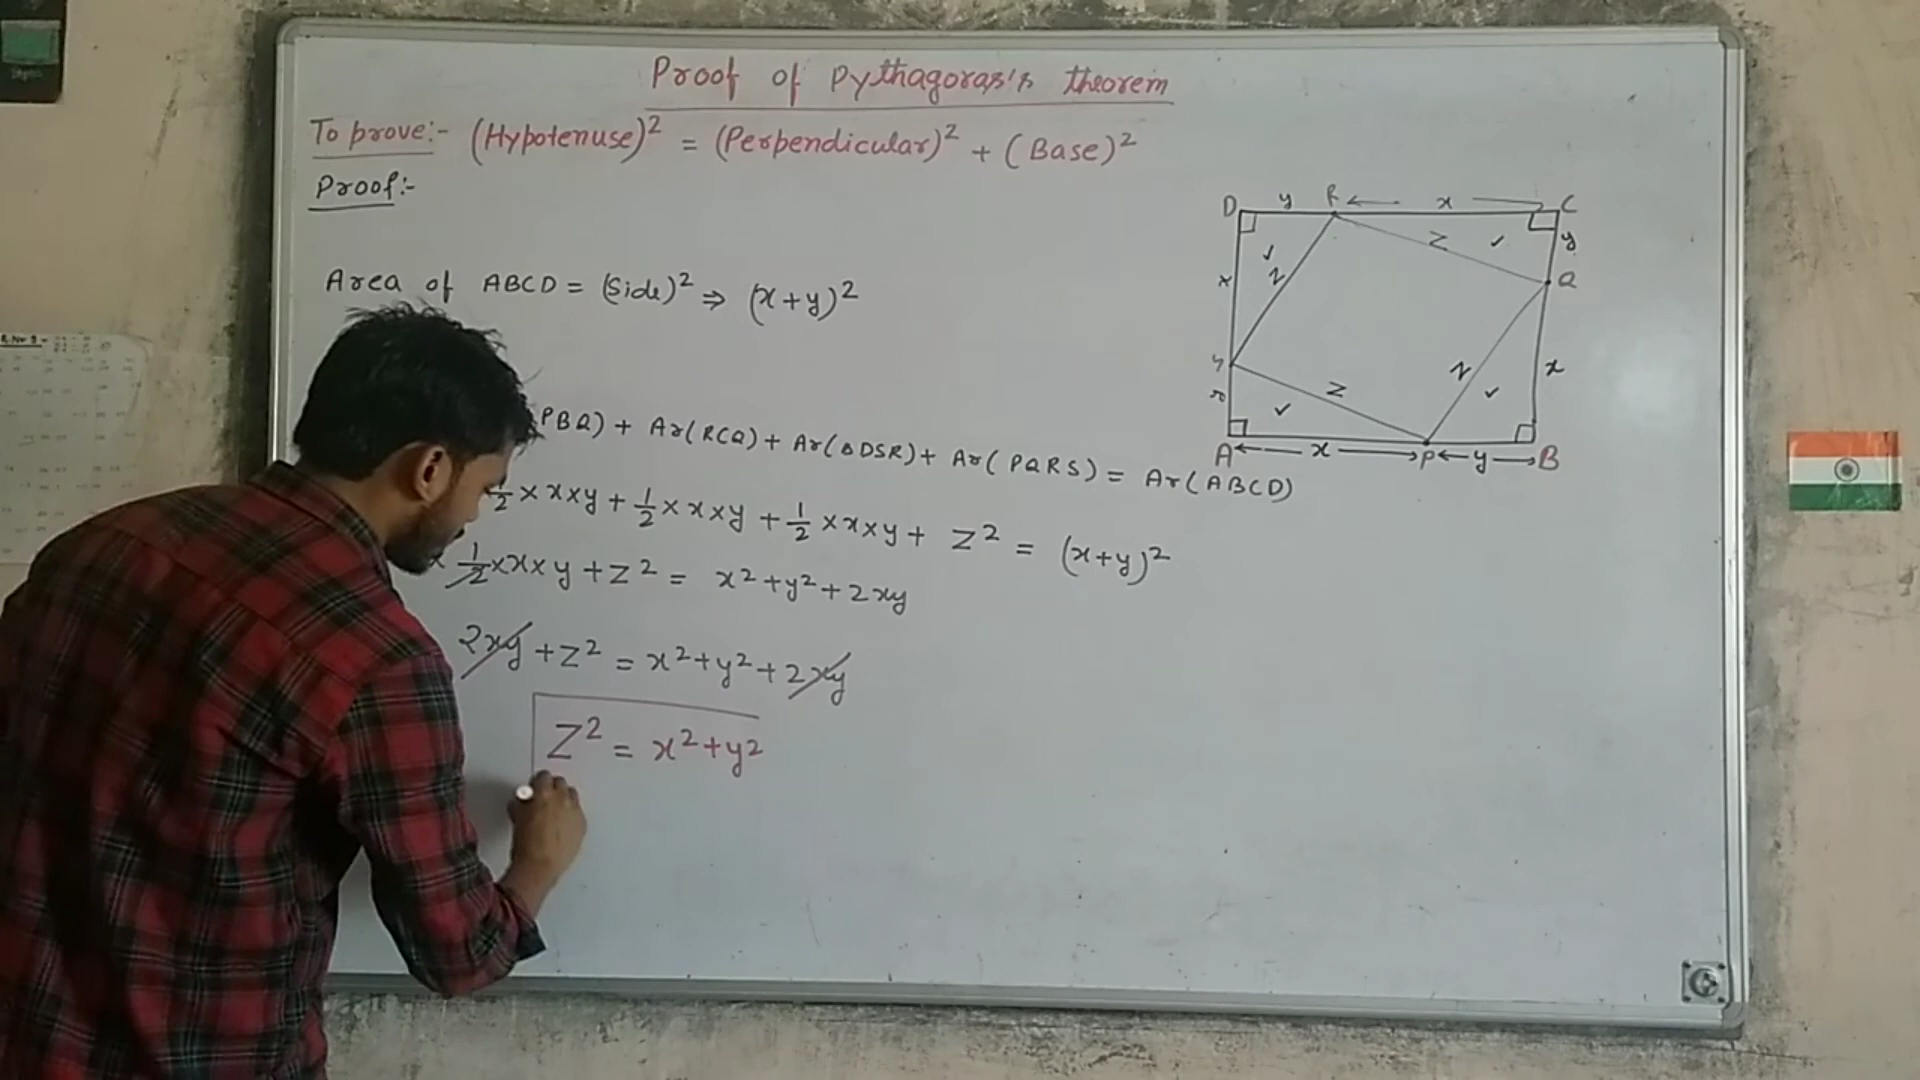 Proof of Pythagoras's theorem
To prove:- (Hypotenuse)² = (Perpendicular)² + (Base)²
Proof:-
Area of ABCD = (Side)² ⇒ (x+y)²
PBQ) + Ar(RCQ) + Ar(ΔDSR) + Ar(PQRS) = Ar(ABCD)
1/2 × x×y + 1/2 × x×y + 1/2 × x×y + Z² = (x+y)²
× 1/2 × x×y + Z² = x²+y²+2xy
2xy + Z² = x²+y²+2xy
Z² = x²+y²
D y R x C
z y
x z Q
S z z x
A x P y B